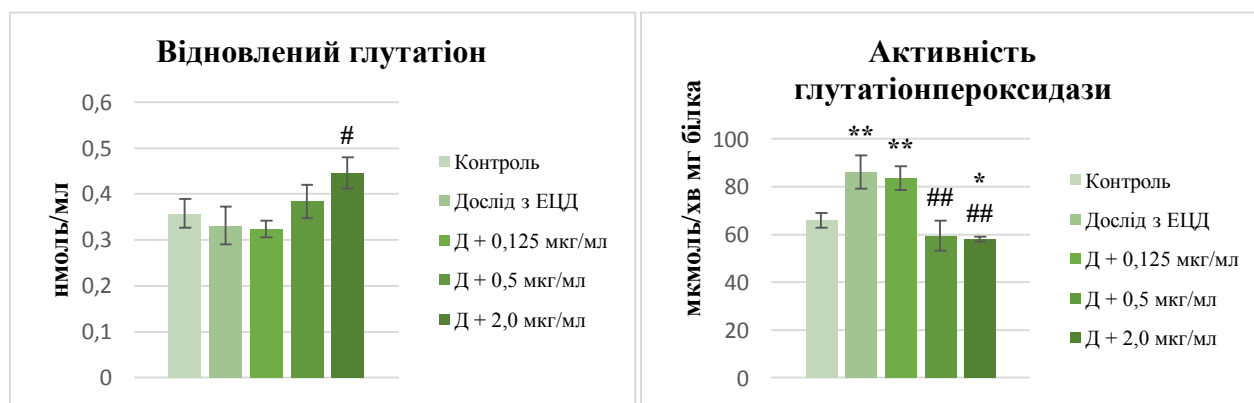 Відновлений глутатіон
нмоль/мл
0,6
0,5
0,4
0,3
0,2
0,1
0
#
Контроль
Дослід з ЕЦД
Д + 0,125 мкг/мл
Д + 0,5 мкг/мл
Д + 2,0 мкг/мл
Активність
глутатіонпероксидази
мкмоль/хв мг білка
100
80
60
40
20
0
**
**
##
*
##
Контроль
Дослід з ЕЦД
Д + 0,125 мкг/мл
Д + 0,5 мкг/мл
Д + 2,0 мкг/мл